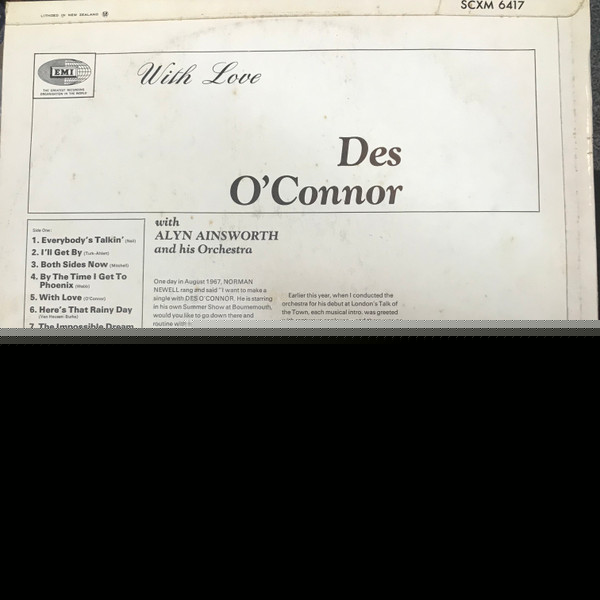 LITHOED IN NEW ZEALAND
SCXM 6417
EMI
THE GREATEST RECORDING
ORGANISATION IN THE WORLD
With Love
Des
O'Connor
with
ALYN AINSWORTH
and his Orchestra
Side One:
1. Everybody's Talkin' (Neil)
2. I'll Get By (Turk-Ahlert)
3. Both Sides Now (Mitchell)
4. By The Time I Get To
Phoenix (Webb)
5. With Love (O'Connor)
6. Here's That Rainy Day
(Van Heusen Burke)
7. The Impossible Dream
One day in August 1967, NORMAN
NEWELL rang and said "I want to make a
single with DES O'CONNOR. He is starring
in his own Summer Show at Bournemouth,
would you like to go down there and
routine with
Earlier this year, when I conducted the
orchestra for his debut at London's Talk of
the Town, each musical intro. was greeted